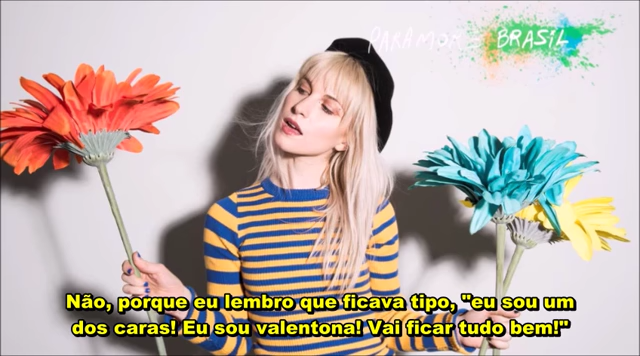 PARAMORE BRASIL
Não, porque eu lembro que ficava tipo, "eu sou um
dos caras! Eu sou valentona! Vai ficar tudo bem!"